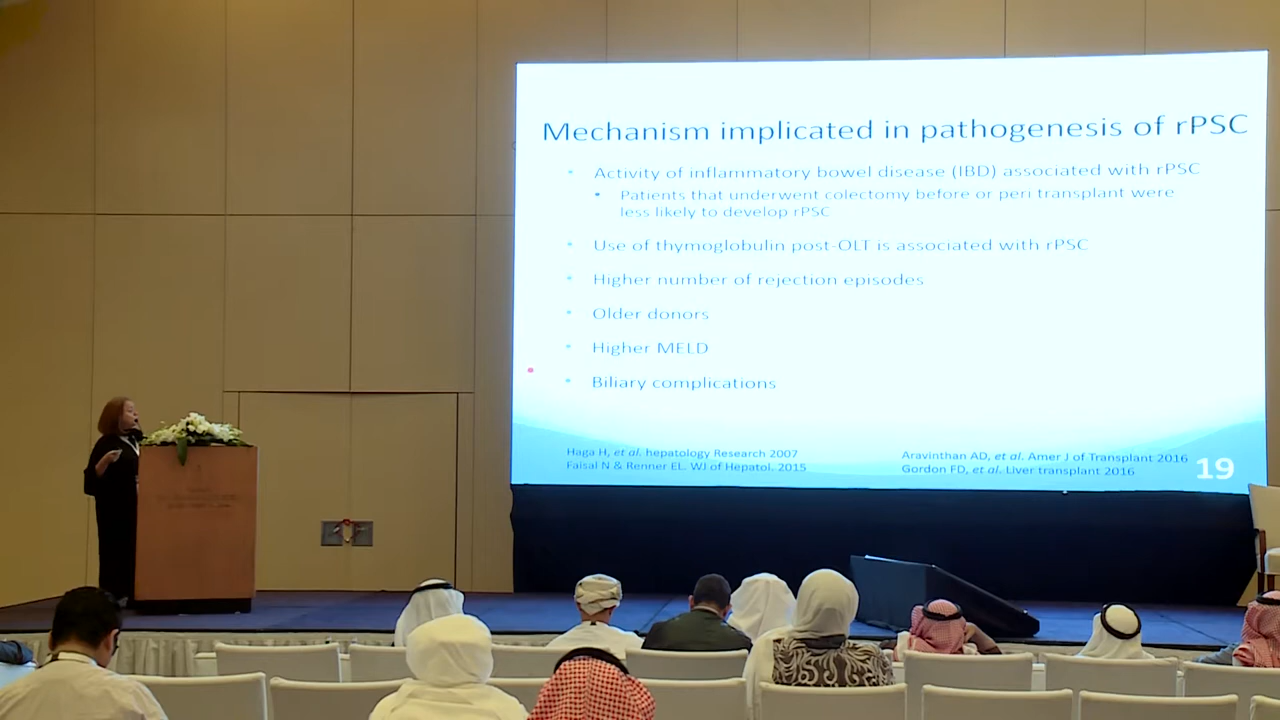 Mechanism implicated in pathogenesis of rPSC
Activity of inflammatory bowel disease (IBD) associated with rPSC
Patients that underwent colectomy before or peri transplant were
less likely to develop rPSC
Use of thymoglobulin post-OLT is associated with rPSC
Higher number of rejection episodes
Older donors
Higher MELD
Biliary complications
Haga H, et al. hepatology Research 2007
Faisal N & Renner EL. WJ of Hepatol. 2015
Aravinthan AD, et al. Amer J of Transplant 2016
Gordon FD, et al. Liver transplant 2016
19